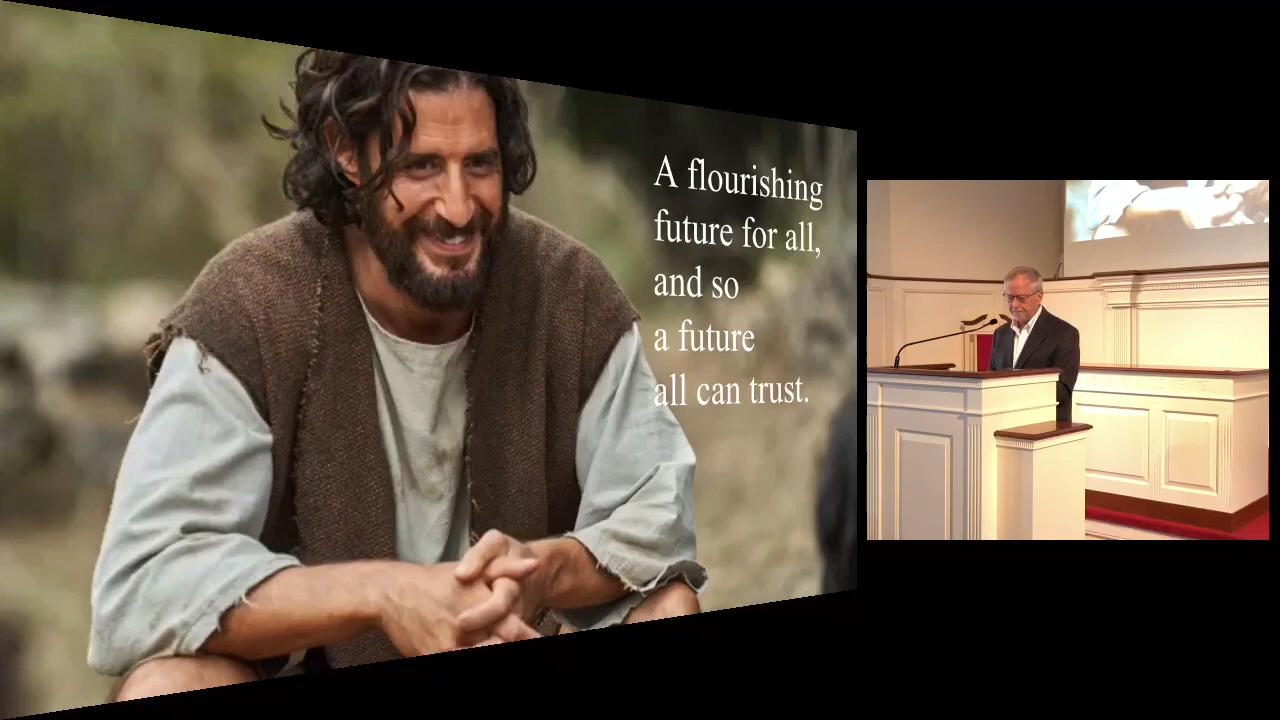 A flourishing
future for all,
and so
a future
all can trust.